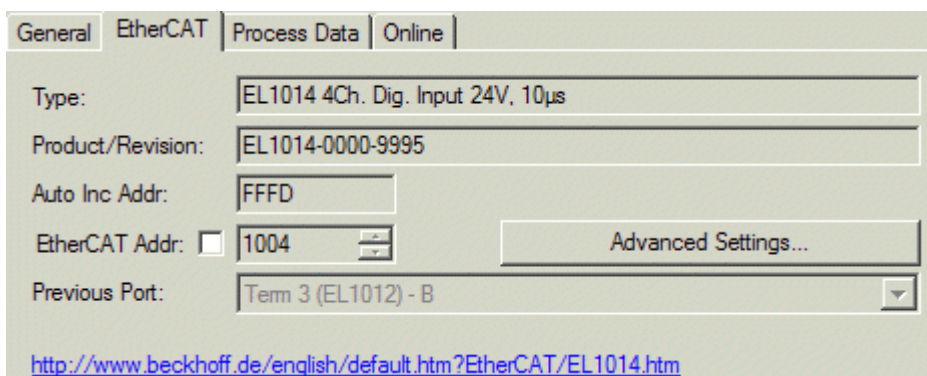 General EtherCAT Process Data Online
Type: EL1014 4Ch. Dig. Input 24V, 10µs
Product/Revision: EL1014-0000-9995
Auto Inc Addr: FFFD
EtherCAT Addr: 1004 Advanced Settings...
Previous Port: Term 3 (EL1012) - B
http://www.beckhoff.de/english/default.htm?EtherCAT/EL1014.htm